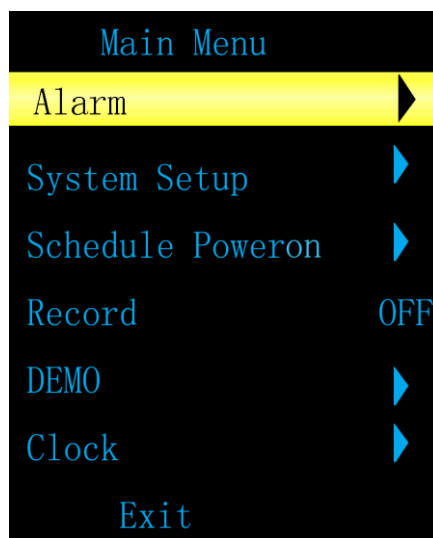 Main Menu
Alarm
System Setup
Schedule Poweron
Record OFF
DEMO
Clock
Exit